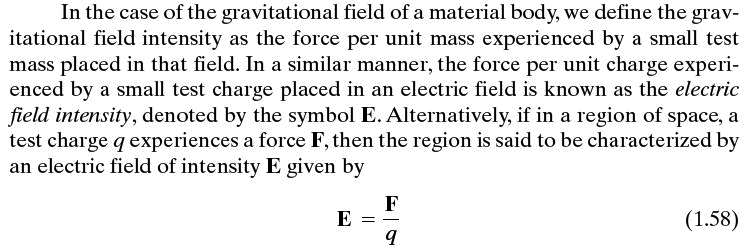 In the case of the gravitational field of a material body, we define the grav-
itational field intensity as the force per unit mass experienced by a small test
mass placed in that field. In a similar manner, the force per unit charge experi-
enced by a small test charge placed in an electric field is known as the electric
field intensity, denoted by the symbol E. Alternatively, if in a region of space, a
test charge q experiences a force F, then the region is said to be characterized by
an electric field of intensity E given by
E = F/q (1.58)